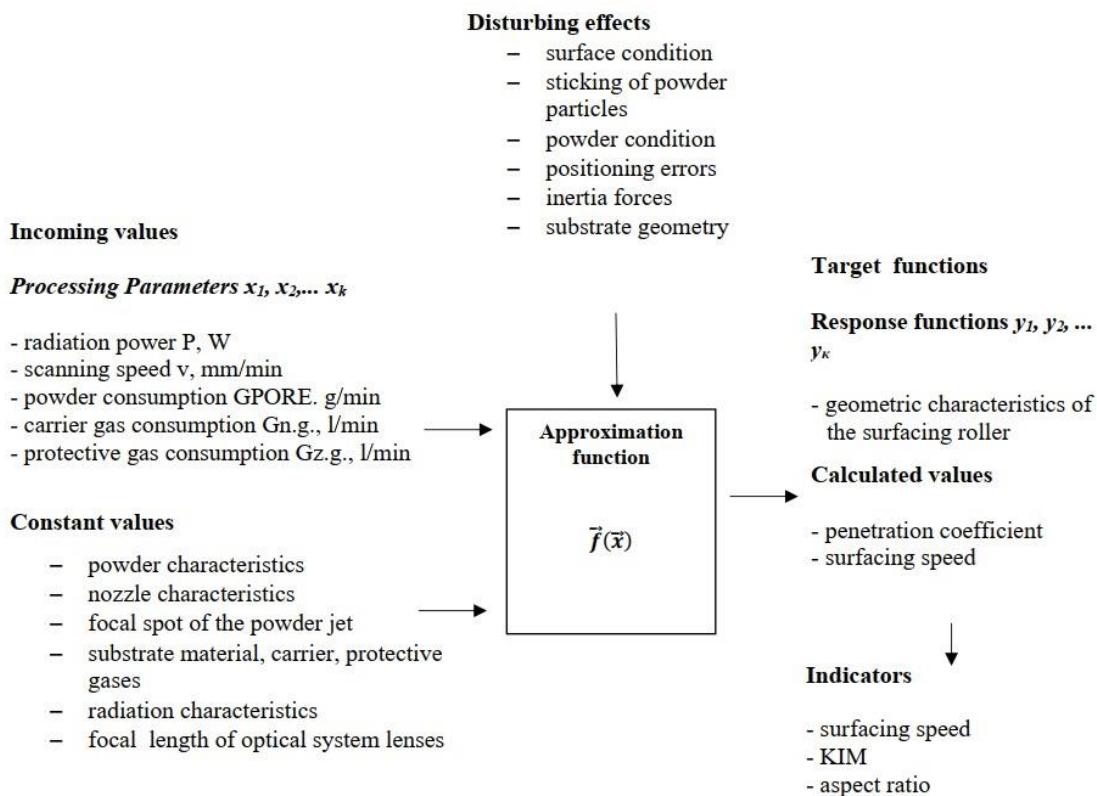 Disturbing effects
– surface condition
– sticking of powder
particles
– powder condition
– positioning errors
– inertia forces
– substrate geometry
Incoming values
Processing Parameters x1, x2,... xk
- radiation power P, W
- scanning speed v, mm/min
- powder consumption GPORE. g/min
- carrier gas consumption Gn.g., l/min
- protective gas consumption Gz.g., l/min
Constant values
– powder characteristics
– nozzle characteristics
– focal spot of the powder jet
– substrate material, carrier, protective
gases
– radiation characteristics
– focal length of optical system lenses
Approximation
function
f⃗(x⃗)
Target functions
Response functions y1, y2, ...
yκ
- geometric characteristics of
the surfacing roller
Calculated values
- penetration coefficient
- surfacing speed
Indicators
- surfacing speed
- KIM
- aspect ratio